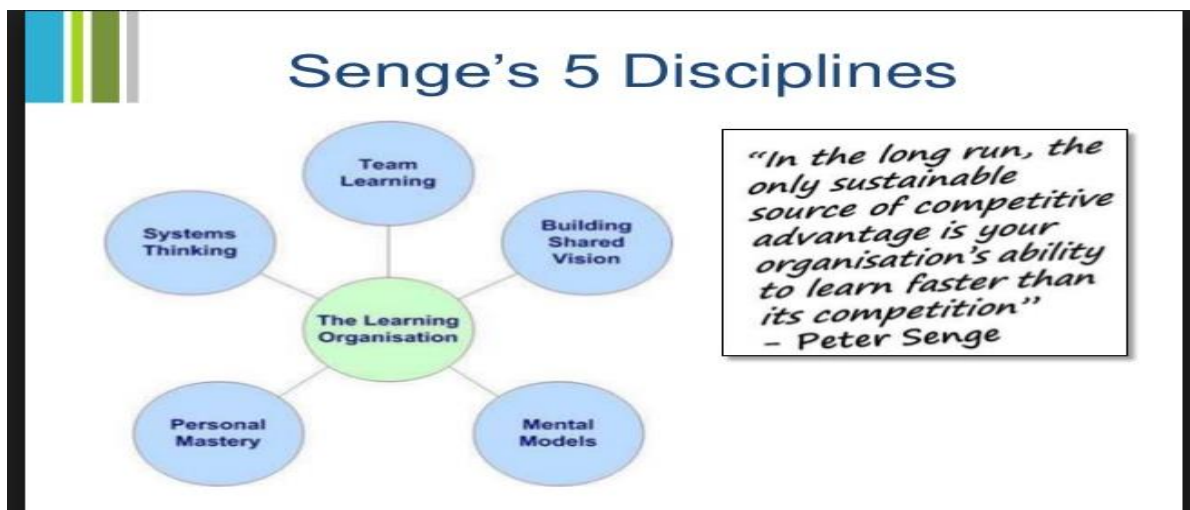 Senge's 5 Disciplines
Team
Learning
Systems
Thinking
Building
Shared
Vision
The Learning
Organisation
Personal
Mastery
Mental
Models
"In the long run, the
only sustainable
source of competitive
advantage is your
organisation's ability
to learn faster than
its competition"
– Peter Senge